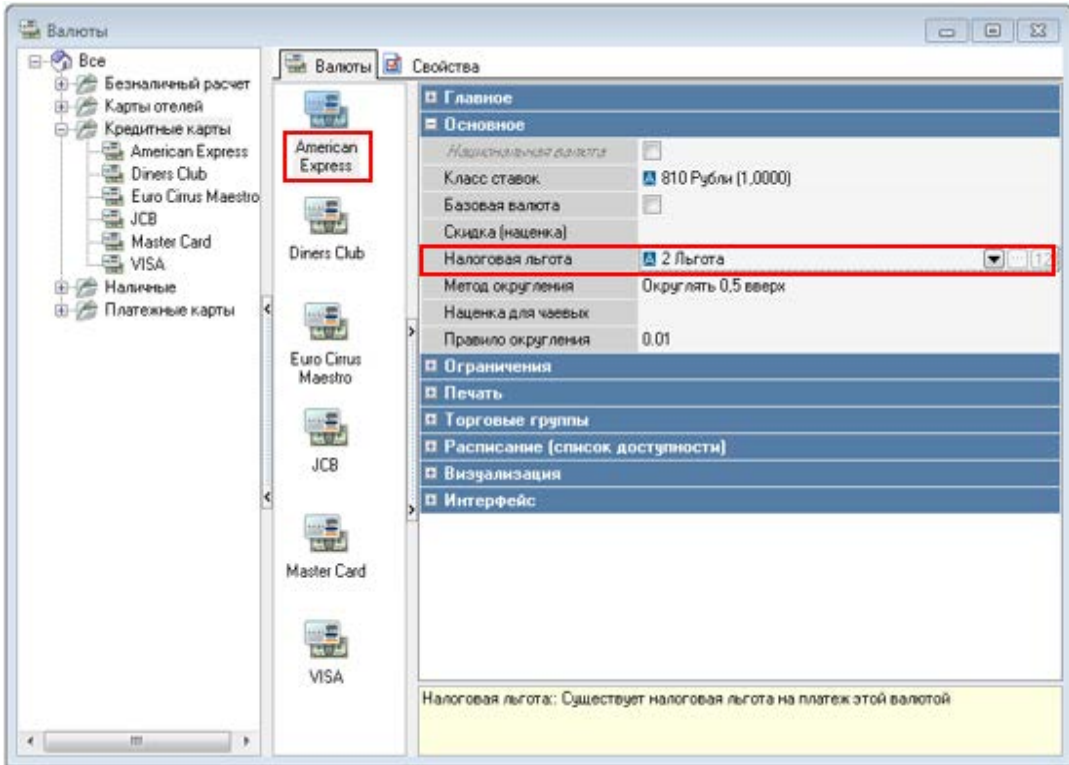 Валюты
Все
Безналичный расчет
Карты отелей
Кредитные карты
American Express
Diners Club
Euro Cirrus Maestro
JCB
Master Card
VISA
Наличные
Платежные карты
Валюты
Свойства
American
Express
Diners Club
Euro Cirrus
Maestro
JCB
Master Card
VISA
Главное
Основное
Национальная валюта
Класс ставок 810 Рубли (1,0000)
Базовая валюта
Скидка (наценка)
Налоговая льгота 2 Льгота ... 12
Метод округления Округлять 0,5 вверх
Наценка для чаевых
Правило округления 0.01
Ограничения
Печать
Торговые группы
Расписание (список доступности)
Визуализация
Интерфейс
Налоговая льгота:: Существует налоговая льгота на платеж этой валютой